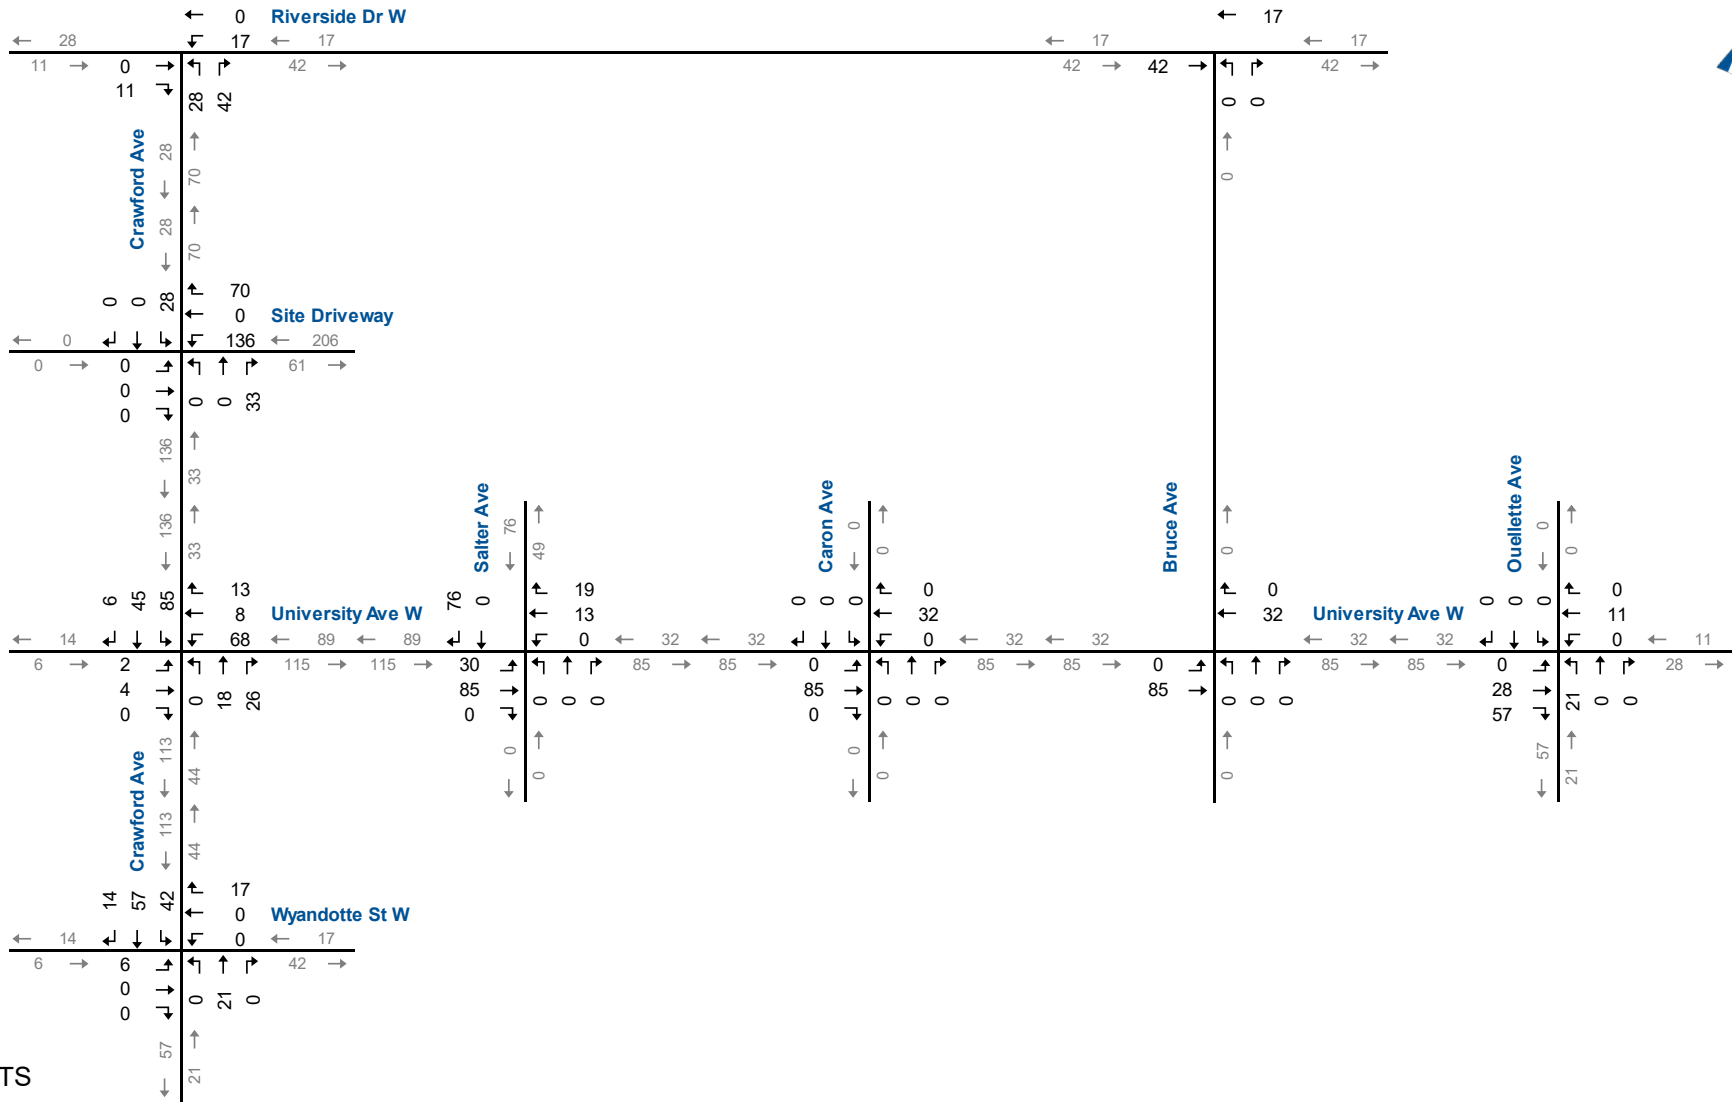 0 Riverside Dr W 17
28 17 17 17 17
11 0 42 42 42 42
11
28 42 0 0
Crawford Ave
28 70
28 70
0
0 0 28
70
0 Site Driveway
0 136 206
0 0 61
0
0
0 0 33
136 33
136 33
Salter Ave
76 49
Caron Ave
0 0
Bruce Ave
0
Ouellette Ave
0 0
6 45 85 13 76 0 19 0 0 0 0 0 0 0 0 0
8 University Ave W 13 32 32 University Ave W 11
14 68 89 89 0 32 32 0 32 32 32 32 0 11
6 2 115 115 30 85 85 0 85 85 0 85 85 0 28
4 85 85 85 28
0 0 0 57
0 18 26 0 0 0 0 0 0 0 0 0 21 0 0
Crawford Ave
113 44
113 44
0 0
0 0
0
57 21
14 57 42
17
0 Wyandotte St W
14 0 17
6 6 42
0
0
0 21 0
57 21
TS